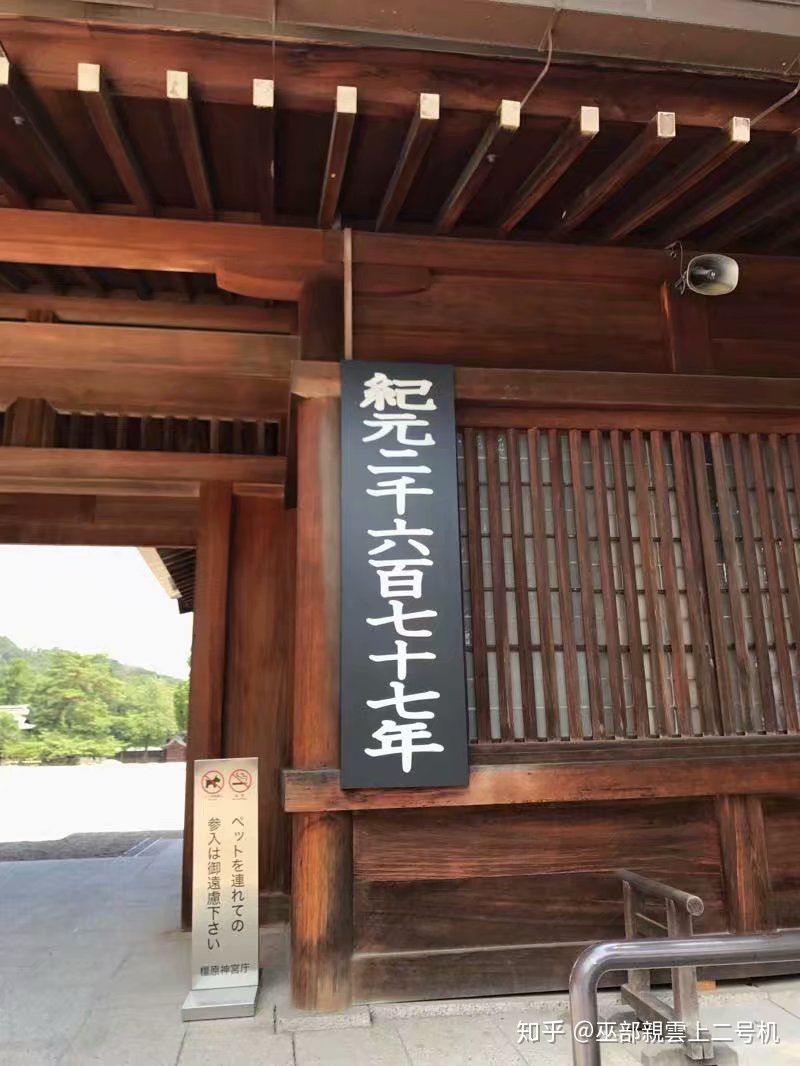 紀元二千六百七十七年
ペットを連れての
参入は御遠慮下さい
橿原神宮庁
知乎 @巫部親雲上二号机